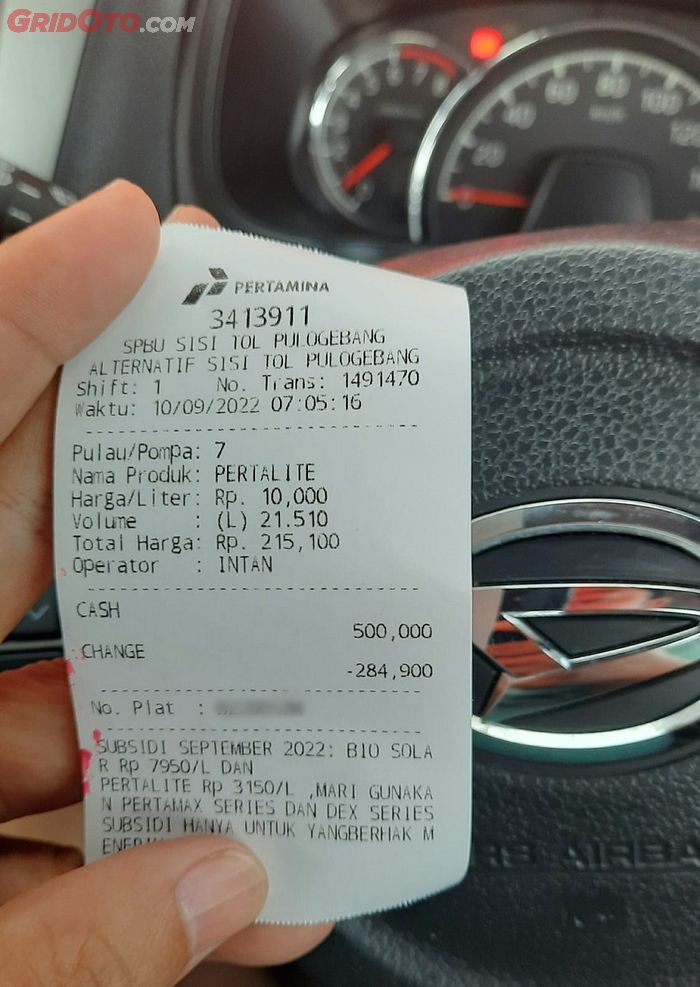 GRIDOTO.COM
8
20
40
60
80
100
120
0
PERTAMINA
3413911
SPBU SISI TOL PULOGEBANG
ALTERNATIF SISI TOL PULOGEBANG
Shift: 1 No. Trans: 1491470
Waktu: 10/09/2022 07:05:16
Pulau/Pompa: 7
Nama Produk: PERTALITE
Harga/Liter: Rp. 10,000
Volume : (L) 21.510
Total Harga: Rp. 215,100
Operator : INTAN
CASH
500,000
CHANGE
-284,900
No. Plat :
SUBSIDI SEPTEMBER 2022: BIO SOLA
R Rp 7950/L DAN
PERTALITE Rp 3150/L ,MARI GUNAKA
N PERTAMAX SERIES DAN DEX SERIES
SUBSIDI HANYA UNTUK YANGBERHAK M